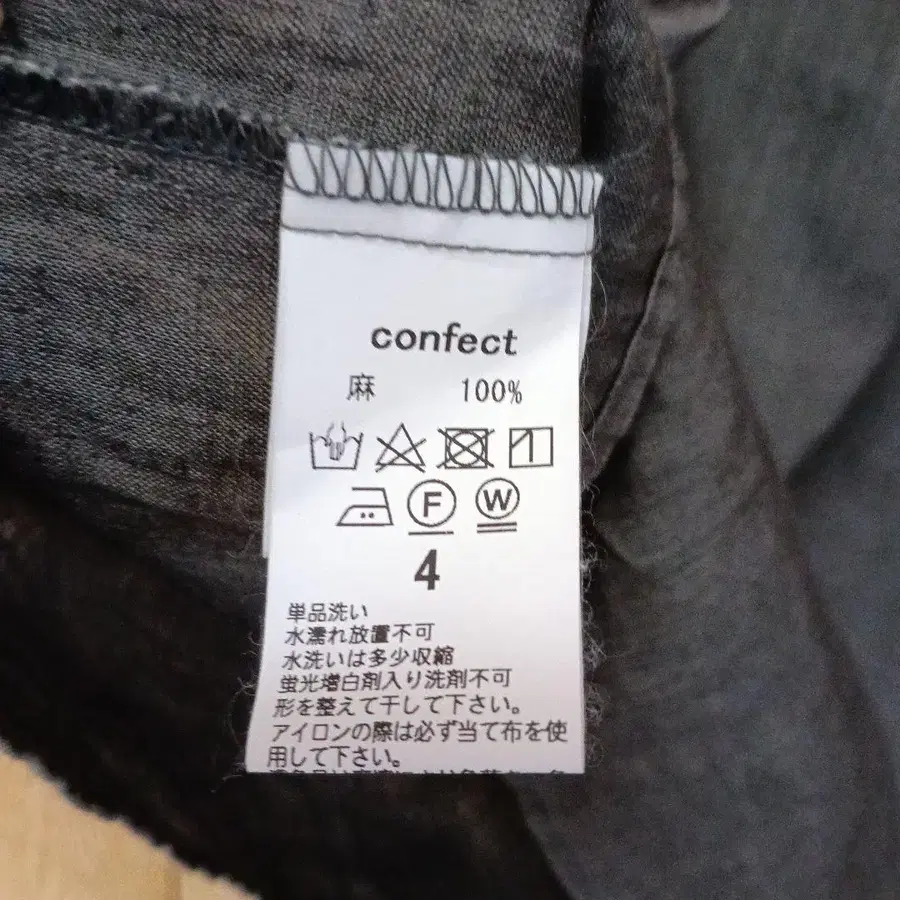 confect
麻 100%
F W
4
単品洗い
水濡れ放置不可
水洗いは多少収縮
蛍光増白剤入り洗剤不可
形を整えて干して下さい。
アイロンの際は必ず当て布を使
用して下さい。